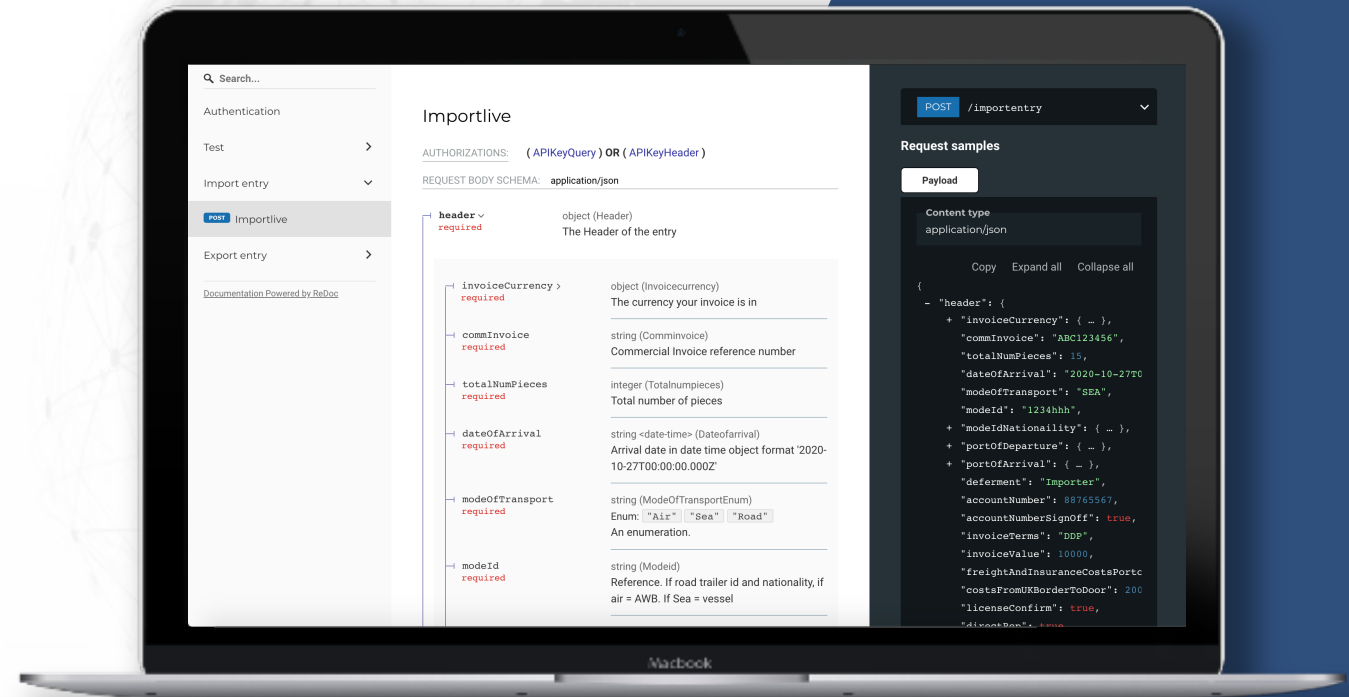 Search...
Authentication
Test
Import entry
POST Importlive
Export entry
Documentation Powered by ReDoc
Importlive
AUTHORIZATIONS: ( APIKeyQuery ) OR ( APIKeyHeader )
REQUEST BODY SCHEMA: application/json
header object (Header)
required The Header of the entry
invoiceCurrency object (Invoicecurrency)
required The currency your invoice is in
commInvoice string (Comminvoice)
required Commercial Invoice reference number
totalNumPieces integer (Totalnumpieces)
required Total number of pieces
dateOfArrival string <date-time> (Dateofarrival)
required Arrival date in date time object format '2020-
10-27T00:00:00.000Z'
modeOfTransport string (ModeOfTransportEnum)
required Enum: "Air" "Sea" "Road"
An enumeration.
modeId string (Modeid)
required Reference. If road trailer id and nationality, if
air = AWB. If Sea = vessel
POST /importentry
Request samples
Payload
Content type
application/json
Copy Expand all Collapse all
{
- "header": {
+ "invoiceCurrency": { … },
"commInvoice": "ABC123456",
"totalNumPieces": 15,
"dateOfArrival": "2020-10-27T0
"modeOfTransport": "SEA",
"modeId": "1234hhh",
+ "modeIdNationaility": { … },
+ "portOfDeparture": { … },
+ "portOfArrival": { … },
"deferment": "Importer",
"accountNumber": 88765567,
"accountNumberSignOff": true,
"invoiceTerms": "DDP",
"invoiceValue": 10000,
"freightAndInsuranceCostsPorto
"costsFromUKBorderToDoor": 200
"licenseConfirm": true,
"directRep": true
Macbook